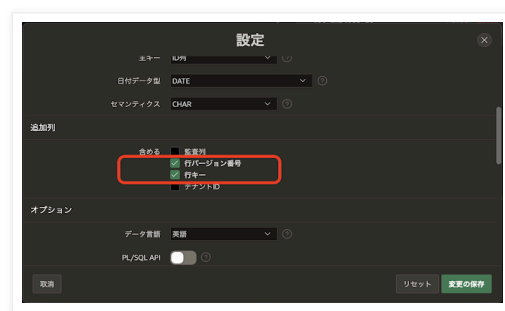 設定
主キー ID列
日付データ型 DATE
セマンティクス CHAR
追加列
含める 監査列
行バージョン番号
行キー
テナントID
オプション
データ言語 英語
PL/SQL API
取消 リセット 変更の保存